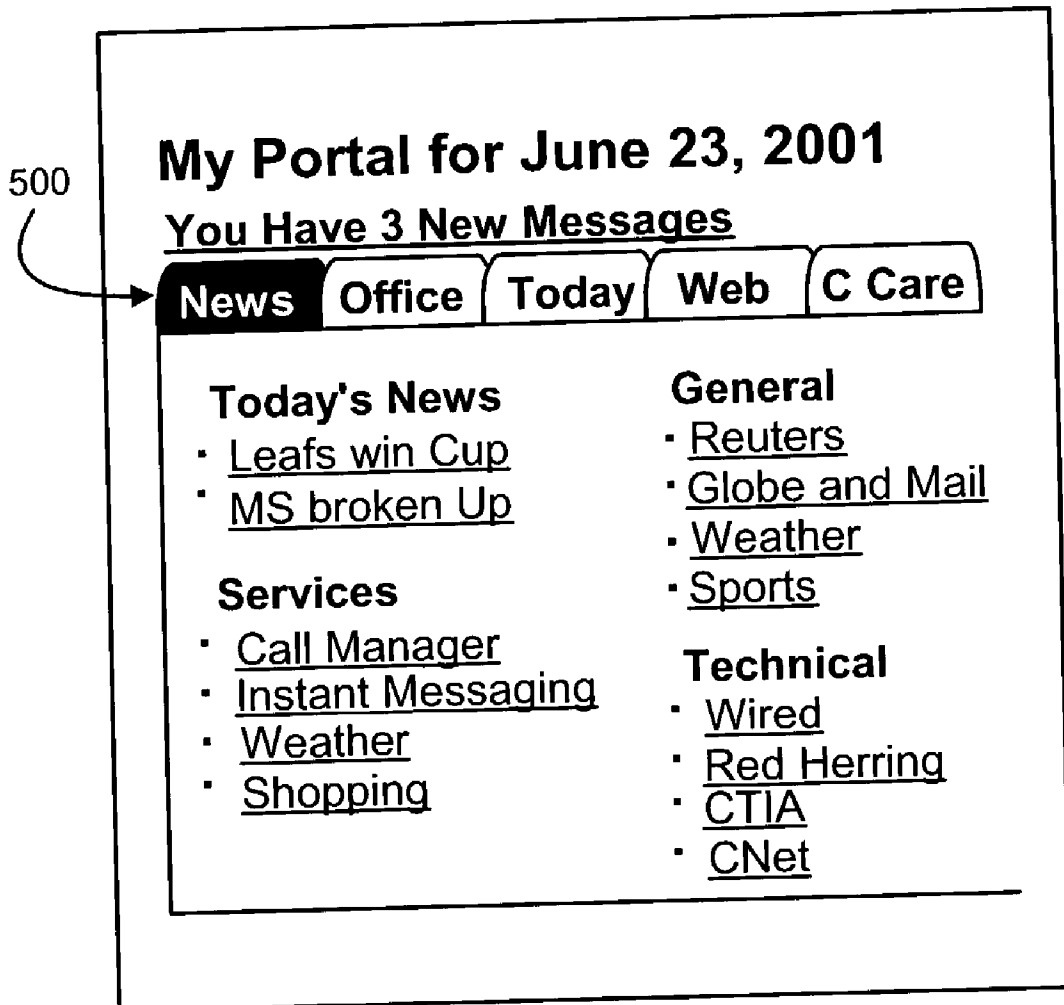 500
My Portal for June 23, 2001
You Have 3 New Messages
News Office Today Web C Care
Today's News
· Leafs win Cup
· MS broken Up
Services
· Call Manager
· Instant Messaging
· Weather
· Shopping
General
· Reuters
· Globe and Mail
· Weather
· Sports
Technical
· Wired
· Red Herring
· CTIA
· CNet